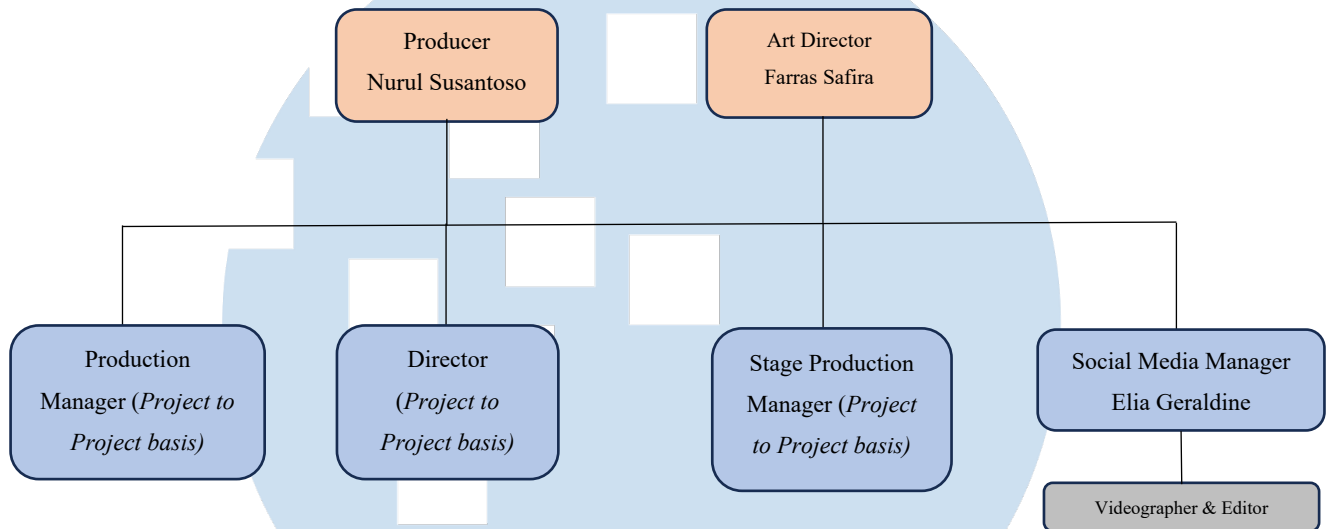 Producer
Nurul Susantoso
Art Director
Farras Safira
Production
Manager (Project to
Project basis)
Director
(Project to
Project basis)
Stage Production
Manager (Project
to Project basis)
Social Media Manager
Elia Geraldine
Videographer & Editor